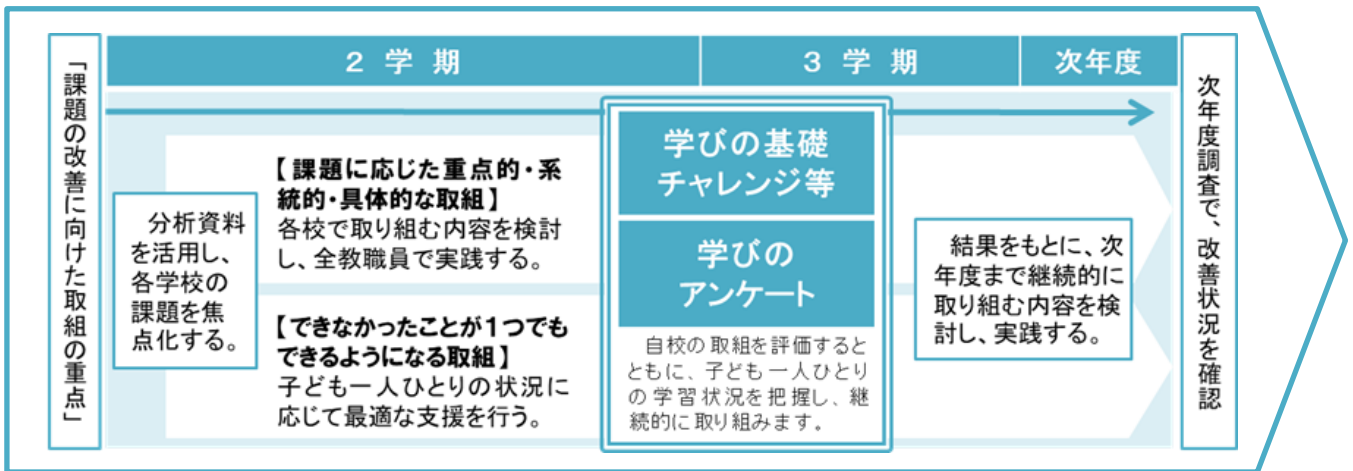 「課題の改善に向けた取組の重点」
２学期
３学期
次年度
分析資料
を活用し、
各学校の
課題を焦
点化する。
【課題に応じた重点的・系
統的・具体的な取組】
各校で取り組む内容を検討
し、全教職員で実践する。
【できなかったことが１つでも
できるようになる取組】
子ども一人ひとりの状況に
応じて最適な支援を行う。
学びの基礎
チャレンジ等
学びの
アンケート
自校の取組を評価すると
ともに、子ども一人ひとり
の学習状況を把握し、継
続的に取り組みます。
結果をもとに、次
年度まで継続的に
取り組む内容を検
討し、実践する。
次年度調査で、改善状況を確認